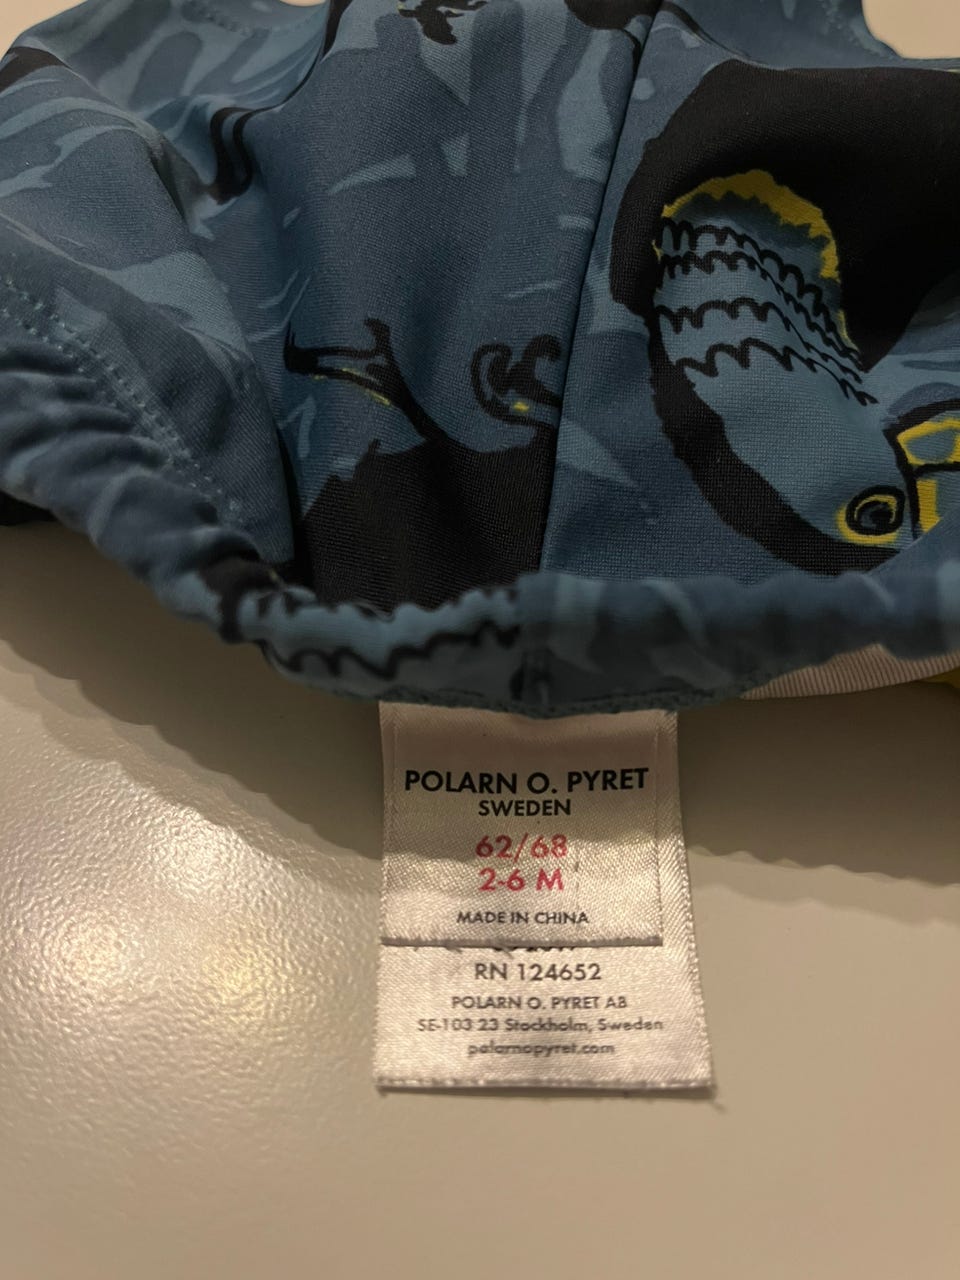 POLARN O. PYRET
SWEDEN
62/68
2-6 M
MADE IN CHINA
RN 124652
POLARN O. PYRET AB
SE-103 23 Stockholm, Sweden
polarnopyret.com